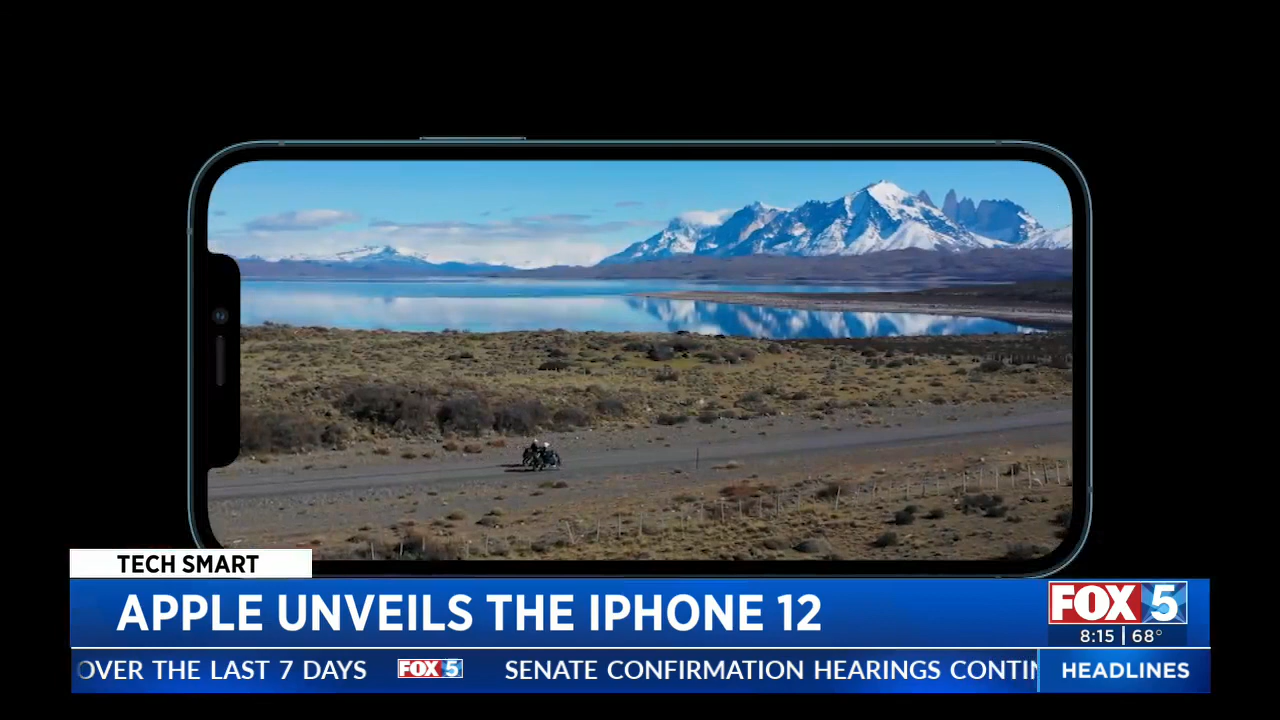 TECH SMART
APPLE UNVEILS THE IPHONE 12
FOX 5
8:15 | 68°
OVER THE LAST 7 DAYS FOX 5 SENATE CONFIRMATION HEARINGS CONTIN
HEADLINES